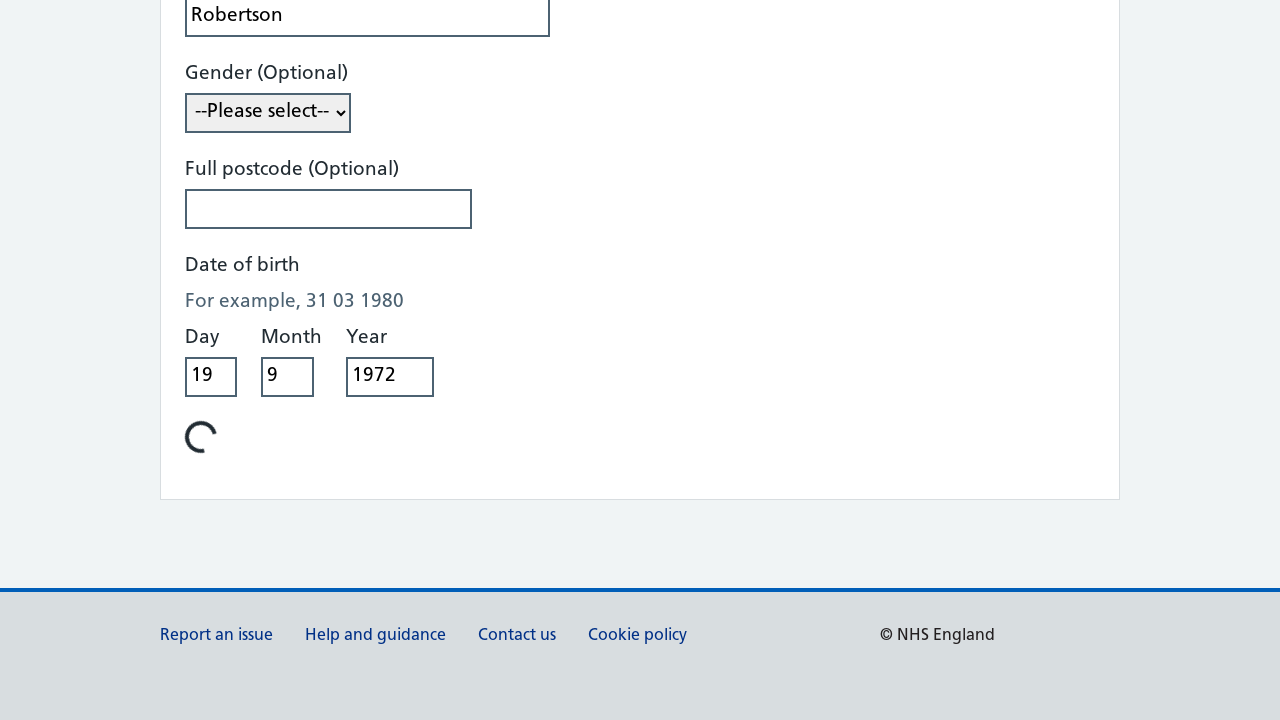 Robertson
Gender (Optional)
--Please select--
Full postcode (Optional)
Date of birth
For example, 31 03 1980
Day Month Year
19 9 1972
Report an issue Help and guidance Contact us Cookie policy © NHS England